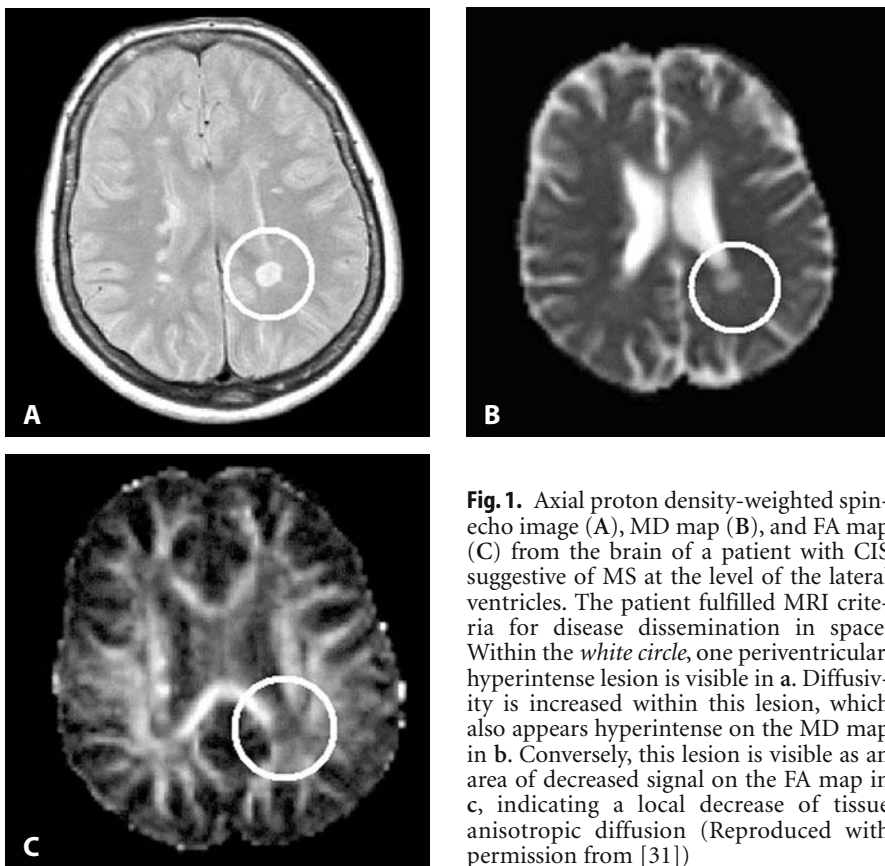 A
B
C
Fig. 1. Axial proton density-weighted spin-
echo image (A), MD map (B), and FA map
(C) from the brain of a patient with CIS
suggestive of MS at the level of the lateral
ventricles. The patient fulfilled MRI crite-
ria for disease dissemination in space.
Within the white circle, one periventricular
hyperintense lesion is visible in a. Diffusiv-
ity is increased within this lesion, which
also appears hyperintense on the MD map
in b. Conversely, this lesion is visible as an
area of decreased signal on the FA map in
c, indicating a local decrease of tissue
anisotropic diffusion (Reproduced with
permission from [31])